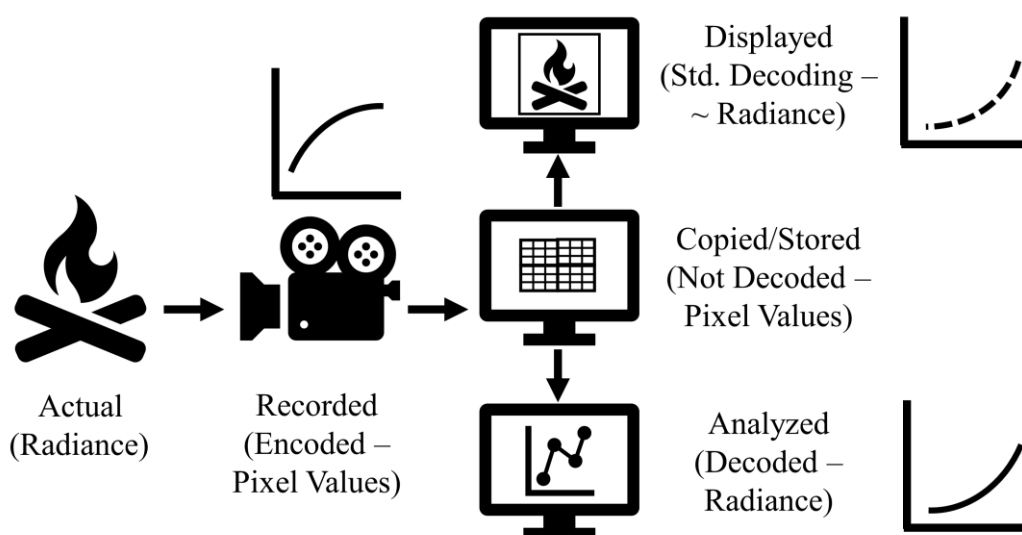 Displayed
(Std. Decoding –
~ Radiance)
Copied/Stored
(Not Decoded –
Pixel Values)
Actual
(Radiance)
Recorded
(Encoded –
Pixel Values)
Analyzed
(Decoded –
Radiance)